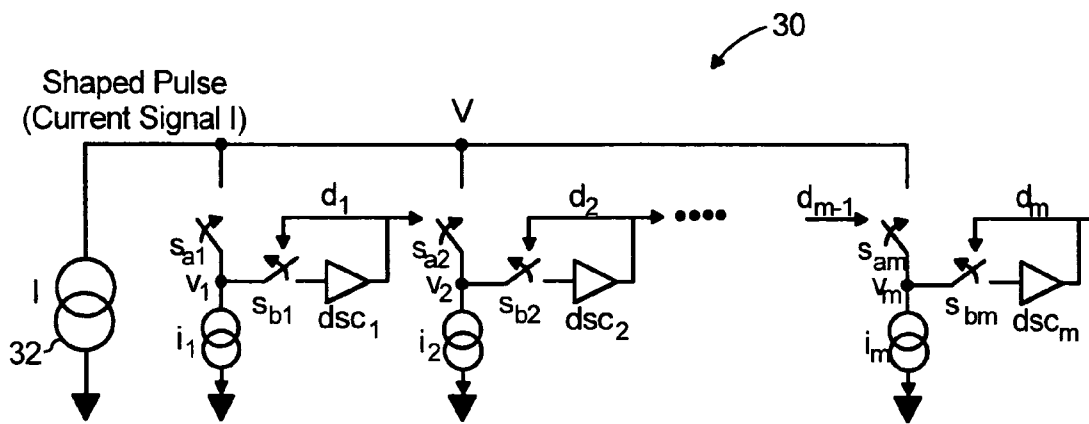 30
Shaped Pulse
(Current Signal I)
V
d1 d2 dm-1 dm
sa1 sa2 sam
v1 v2 vm
sb1 sb2 sbm
dsc1 dsc2 dscm
I i1 i2 im
32